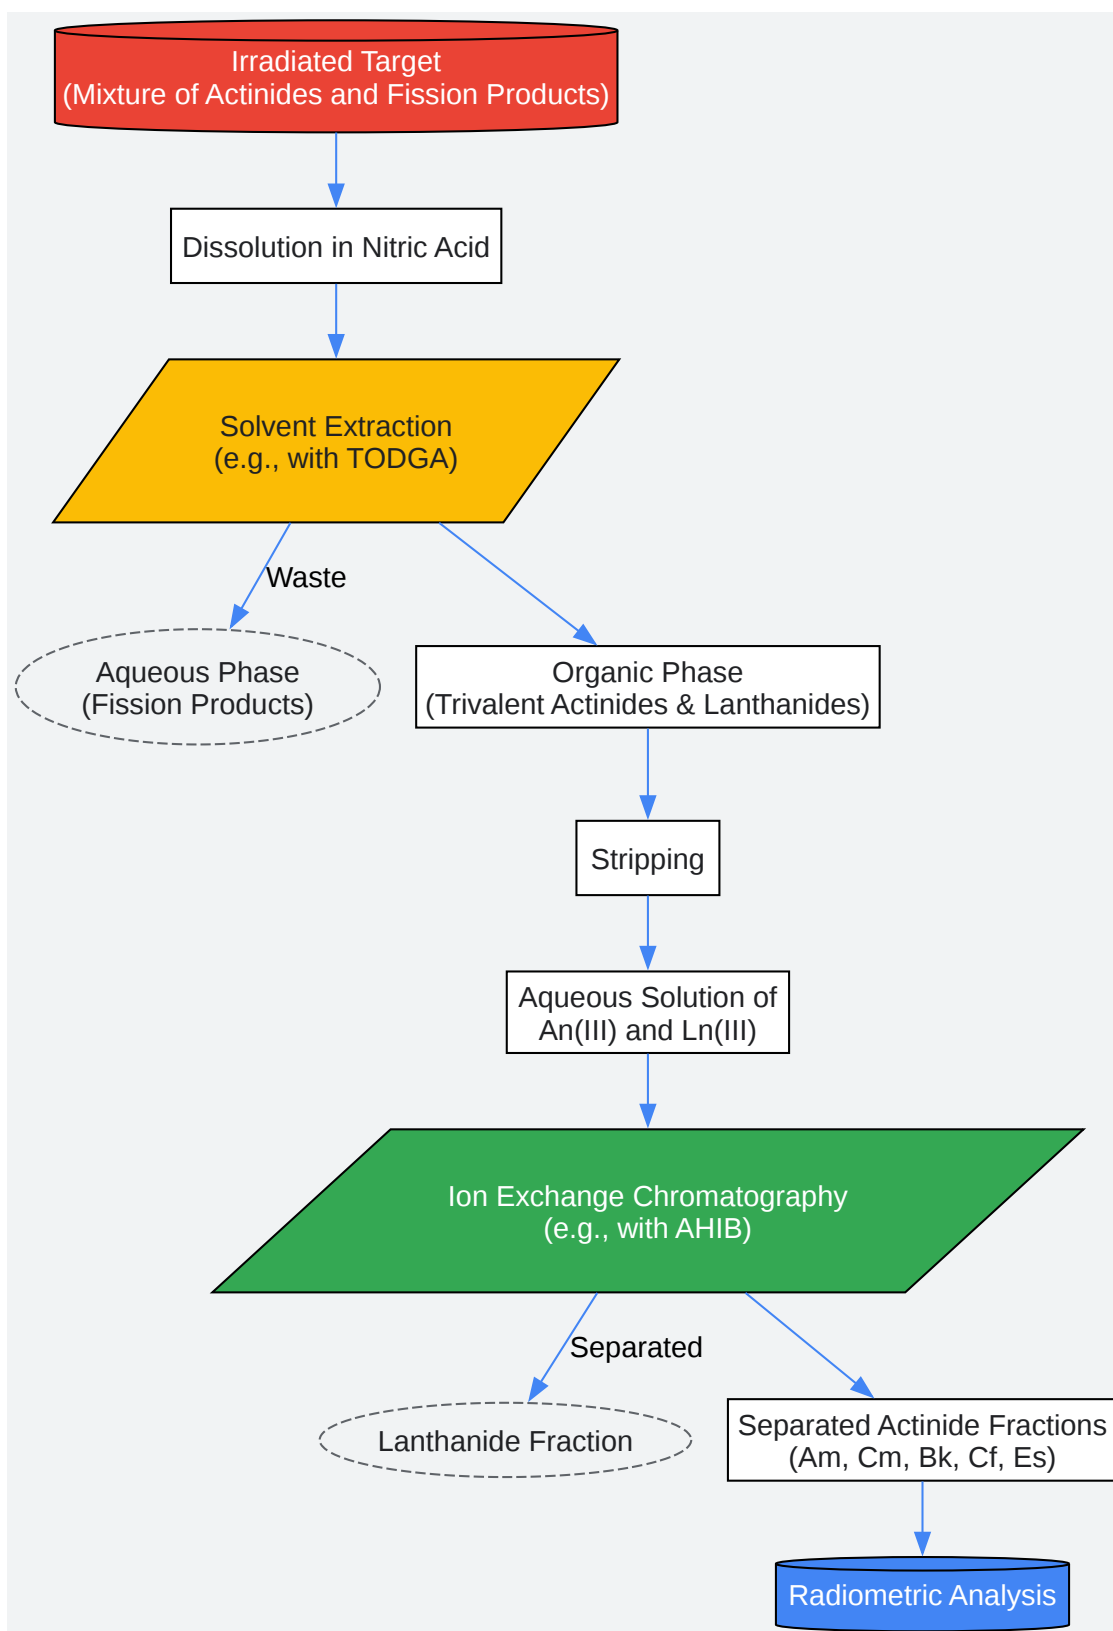 Irradiated Target
(Mixture of Actinides and Fission Products)
Dissolution in Nitric Acid
Solvent Extraction
(e.g., with TODGA)
Waste
Aqueous Phase
(Fission Products)
Organic Phase
(Trivalent Actinides & Lanthanides)
Stripping
Aqueous Solution of
An(III) and Ln(III)
Ion Exchange Chromatography
(e.g., with AHIB)
Separated
Lanthanide Fraction
Separated Actinide Fractions
(Am, Cm, Bk, Cf, Es)
Radiometric Analysis